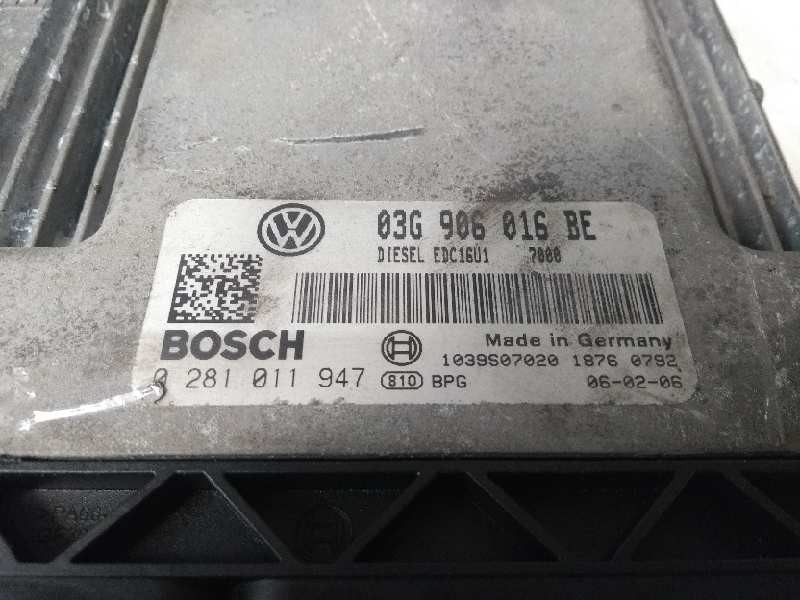 03G 906 016 BE
DIESEL EDC16U1 7000
BOSCH
Made in Germany
1039S07020 1876 0792
0 281 011 947 810 BPG 06-02-06